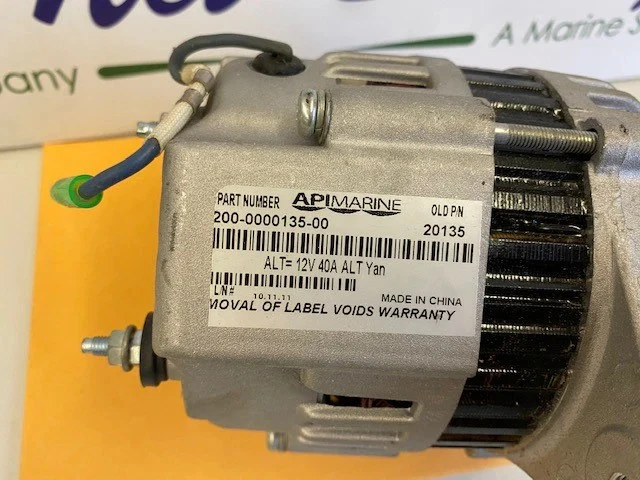 A Marine S
any
PART NUMBER APIMARINE OLD P/N
200-0000135-00 20135
ALT= 12V 40A ALT Yan
L/N# 10.11.11 MADE IN CHINA
MOVAL OF LABEL VOIDS WARRANTY